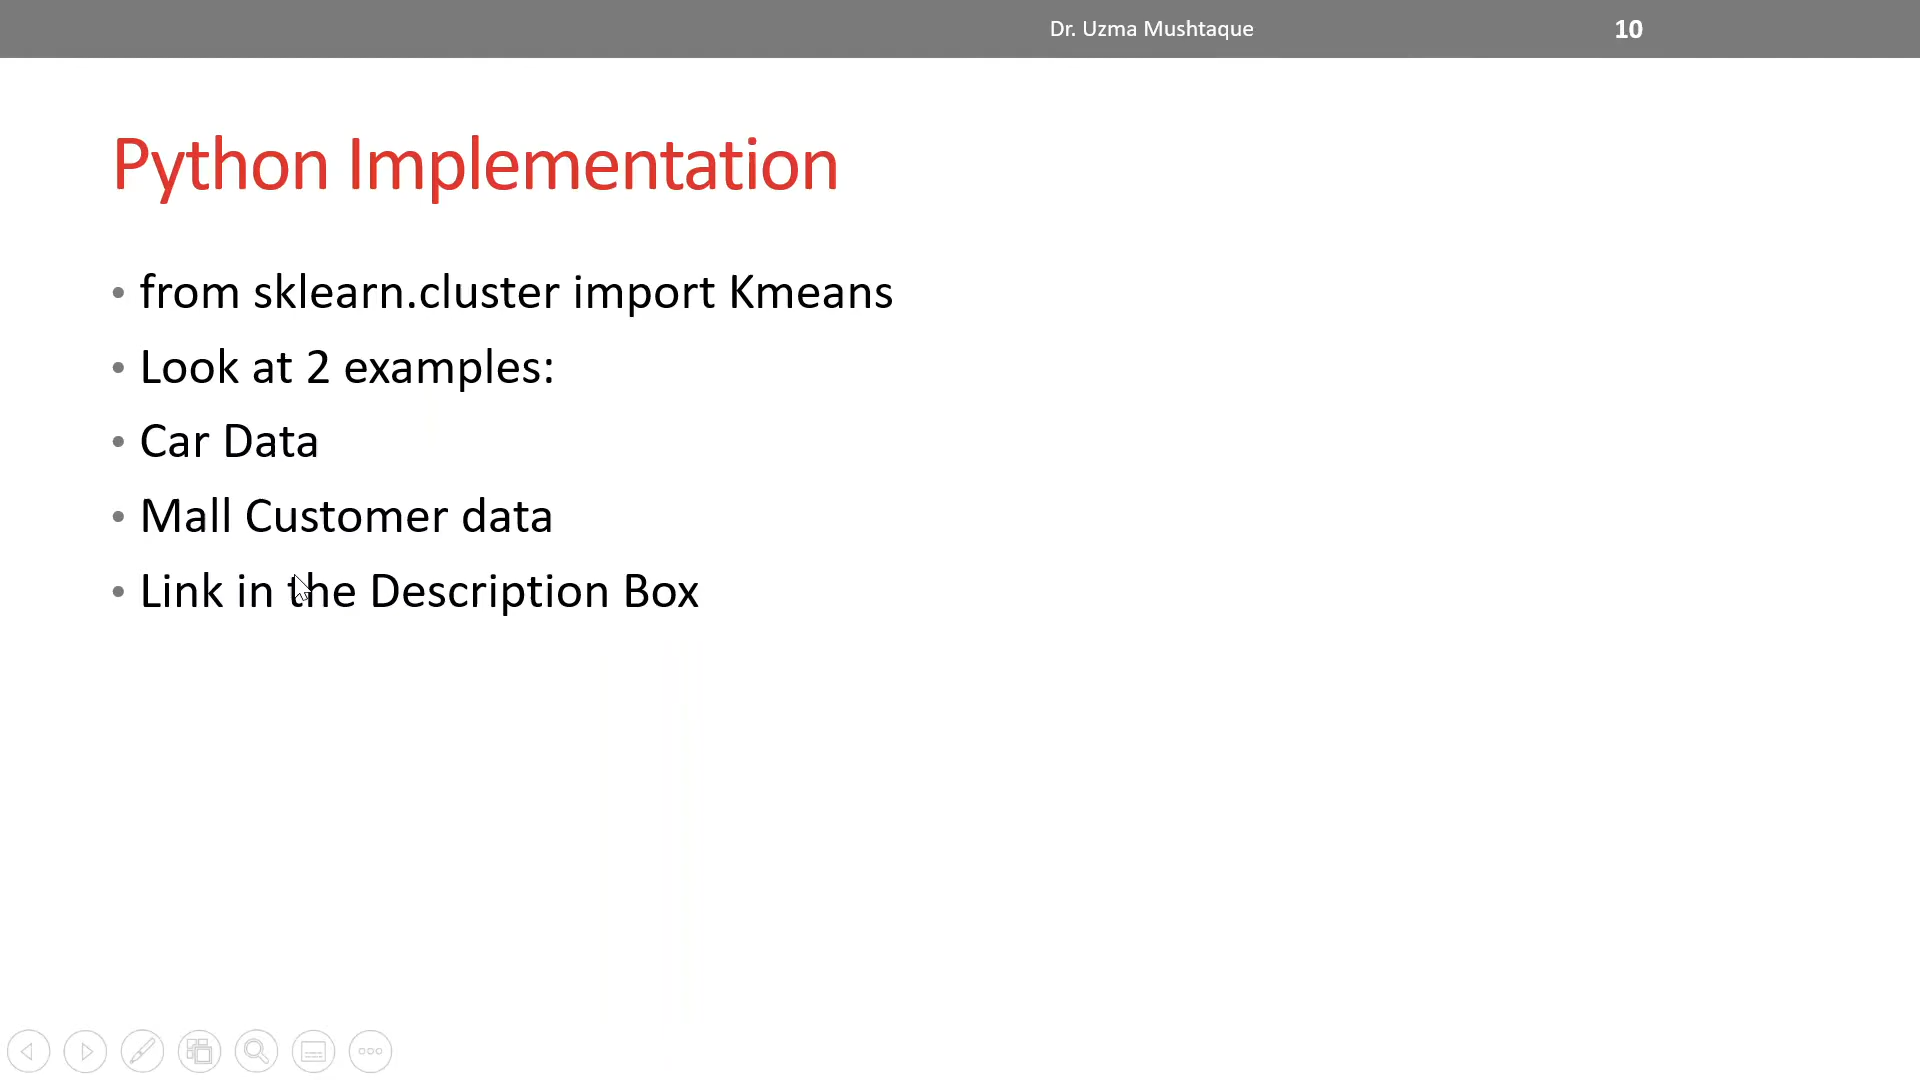 Dr. Uzma Mushtaque 10
Python Implementation
• from sklearn.cluster import Kmeans
• Look at 2 examples:
• Car Data
• Mall Customer data
• Link in the Description Box